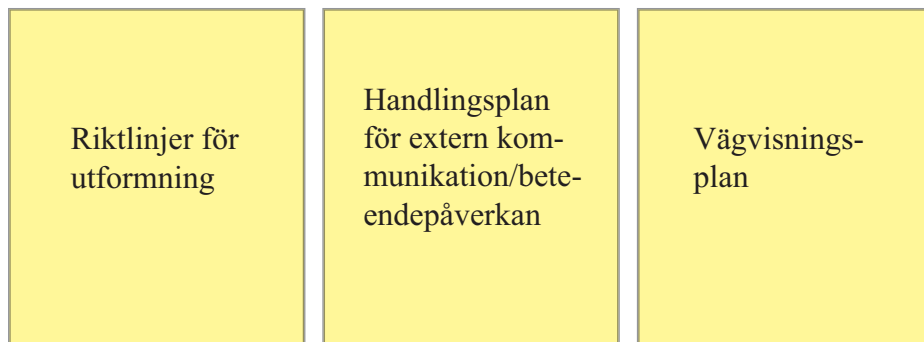 Riktlinjer för
utformning
Handlingsplan
för extern kom-
munikation/bete-
endepåverkan
Vägvisnings-
plan